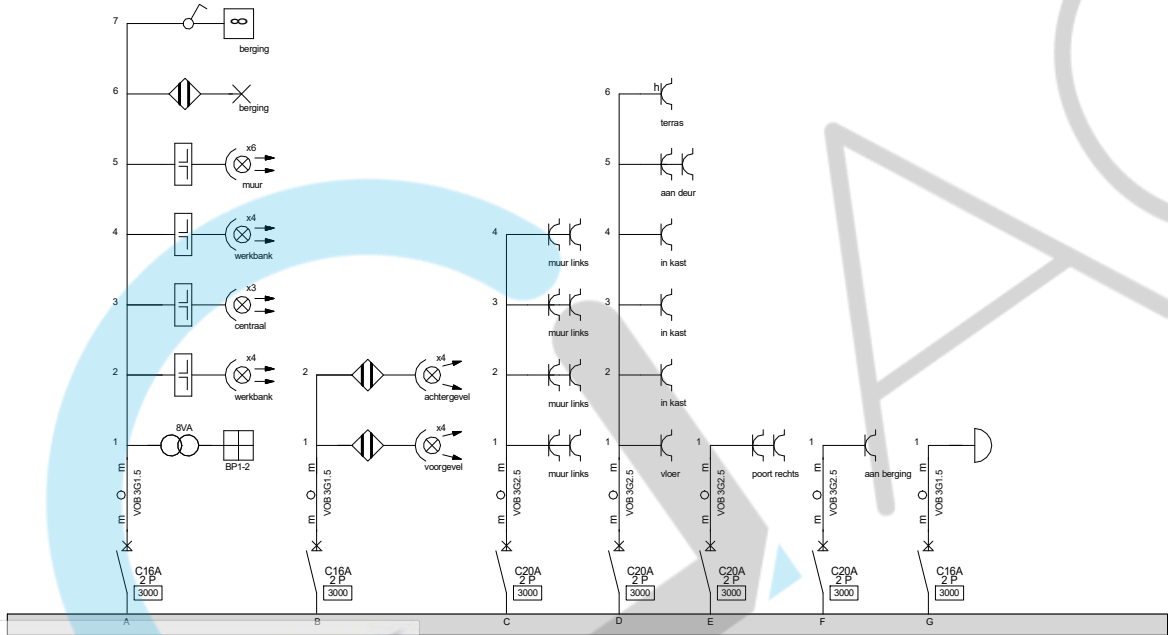 7
berging
6
berging
6
h
terras
x6
5
muur
5
aan deur
x4
4
werkbank
4
muur links
4
in kast
x3
3
centraal
3
muur links
3
in kast
x4
2
werkbank
2
x4
achtergevel
2
muur links
2
in kast
8VA
1
BP1-2
1
x4
voorgevel
1
muur links
1
vloer
1
poort rechts
1
aan berging
1
m
VOB 3G1.5
m
m
VOB 3G1.5
m
m
VOB 3G2.5
m
m
VOB 3G2.5
m
m
VOB 3G2.5
m
m
VOB 3G2.5
m
m
VOB 3G1.5
m
C16A
2 P
3000
C16A
2 P
3000
C20A
2 P
3000
C20A
2 P
3000
C20A
2 P
3000
C20A
2 P
3000
C16A
2 P
3000
A B C D E F G